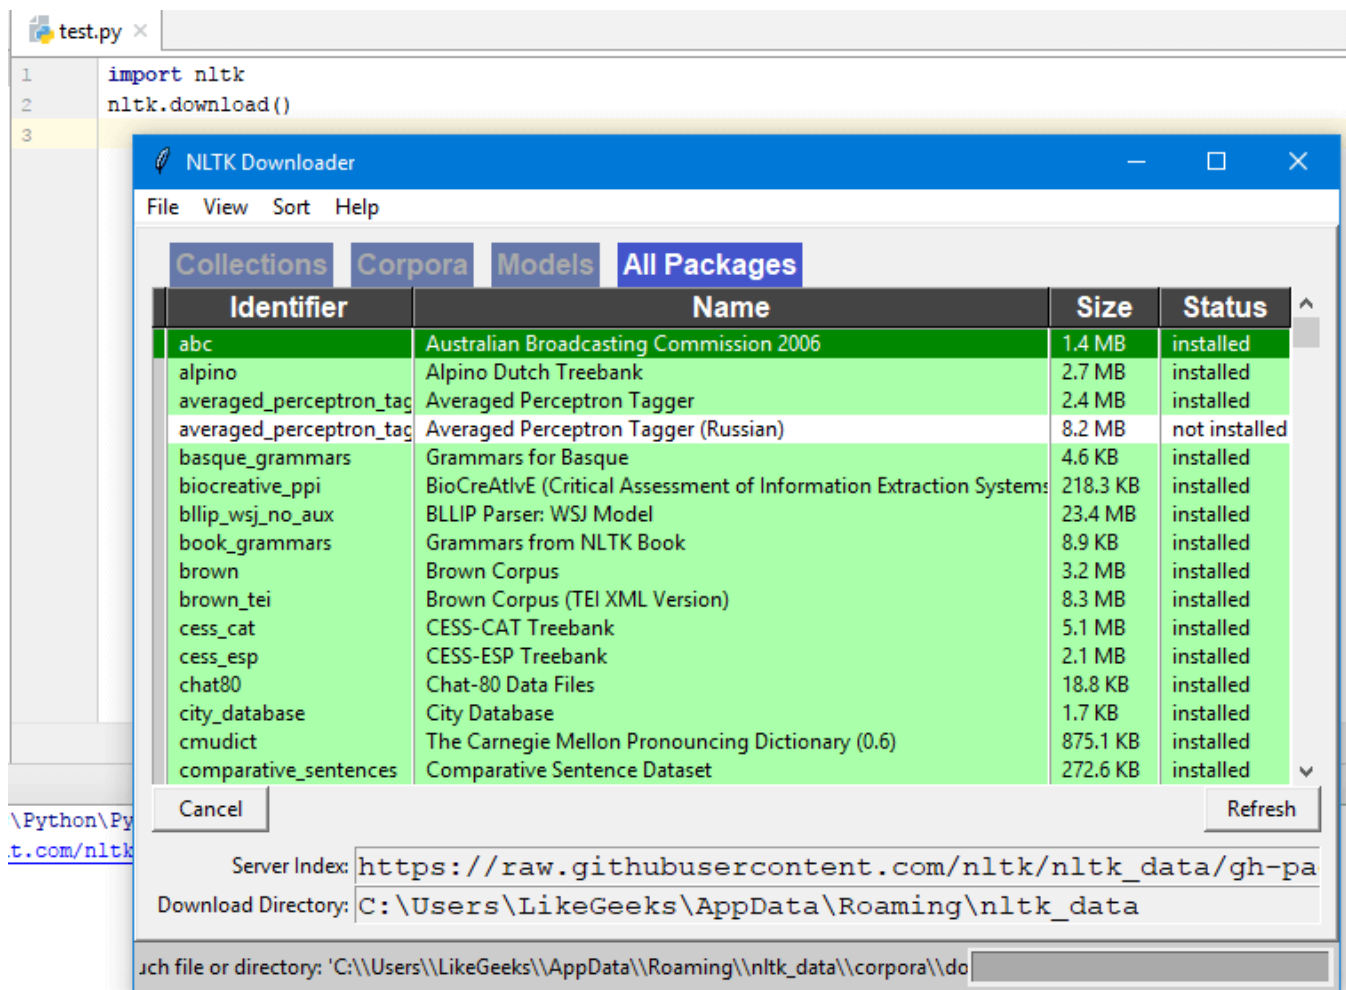 test.py
1 import nltk
2 nltk.download()
3
NLTK Downloader
File View Sort Help
Collections Corpora Models All Packages
Identifier Name Size Status
abc Australian Broadcasting Commission 2006 1.4 MB installed
alpino Alpino Dutch Treebank 2.7 MB installed
averaged_perceptron_tag Averaged Perceptron Tagger 2.4 MB installed
averaged_perceptron_tag Averaged Perceptron Tagger (Russian) 8.2 MB not installed
basque_grammars Grammars for Basque 4.6 KB installed
biocreative_ppi BioCreAtIvE (Critical Assessment of Information Extraction Systems 218.3 KB installed
bllip_wsj_no_aux BLLIP Parser: WSJ Model 23.4 MB installed
book_grammars Grammars from NLTK Book 8.9 KB installed
brown Brown Corpus 3.2 MB installed
brown_tei Brown Corpus (TEI XML Version) 8.3 MB installed
cess_cat CESS-CAT Treebank 5.1 MB installed
cess_esp CESS-ESP Treebank 2.1 MB installed
chat80 Chat-80 Data Files 18.8 KB installed
city_database City Database 1.7 KB installed
cmudict The Carnegie Mellon Pronouncing Dictionary (0.6) 875.1 KB installed
comparative_sentences Comparative Sentence Dataset 272.6 KB installed
Cancel Refresh
\Python\Py
t.com/nltk
Server Index: https://raw.githubusercontent.com/nltk/nltk_data/gh-pa
Download Directory: C:\Users\LikeGeeks\AppData\Roaming\nltk_data
uch file or directory: 'C:\\Users\\LikeGeeks\\AppData\\Roaming\\nltk_data\\corpora\\do